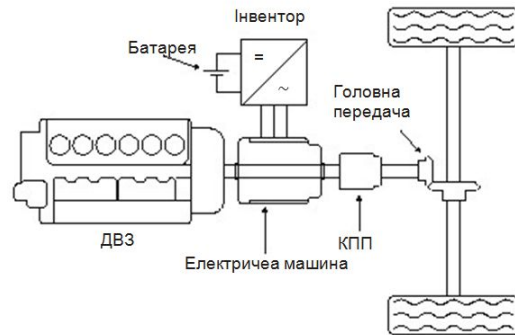 Інвентор
Батарея
=
~
Головна
передача
ДВЗ
Електричеа машина
КПП